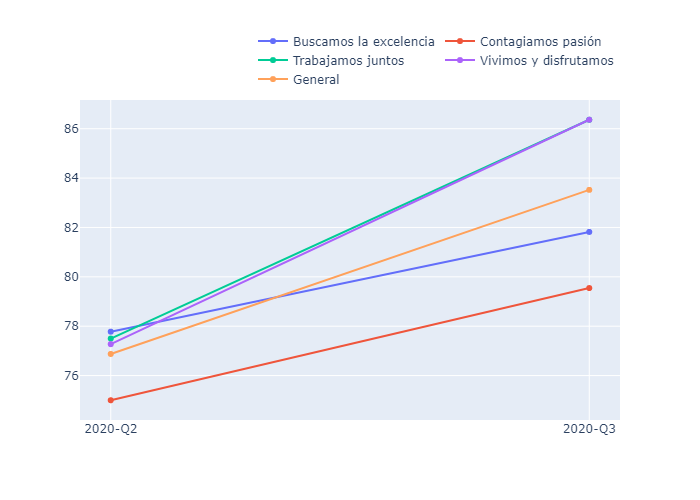 Buscamos la excelencia Contagiamos pasión
Trabajamos juntos Vivimos y disfrutamos
General
86
84
82
80
78
76
2020-Q2 2020-Q3